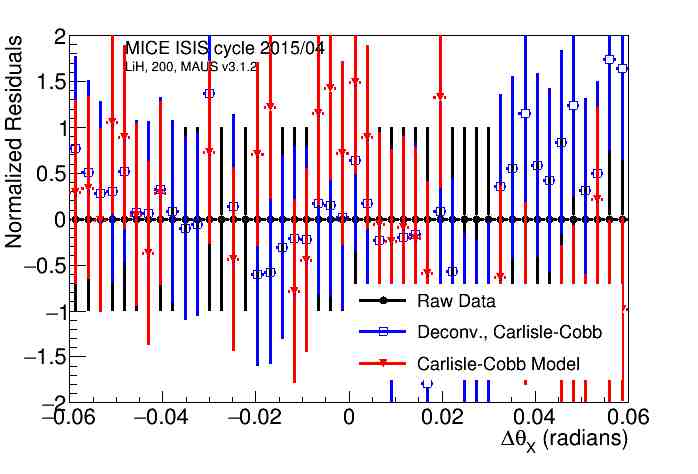 MICE ISIS cycle 2015/04
LiH, 200, MAUS v3.1.2
Normalized Residuals
2
1.5
1
0.5
0
−0.5
−1
−1.5
−2
Raw Data
Deconv., Carlisle-Cobb
Carlisle-Cobb Model
−0.06 −0.04 −0.02 0 0.02 0.04 0.06
ΔθX (radians)